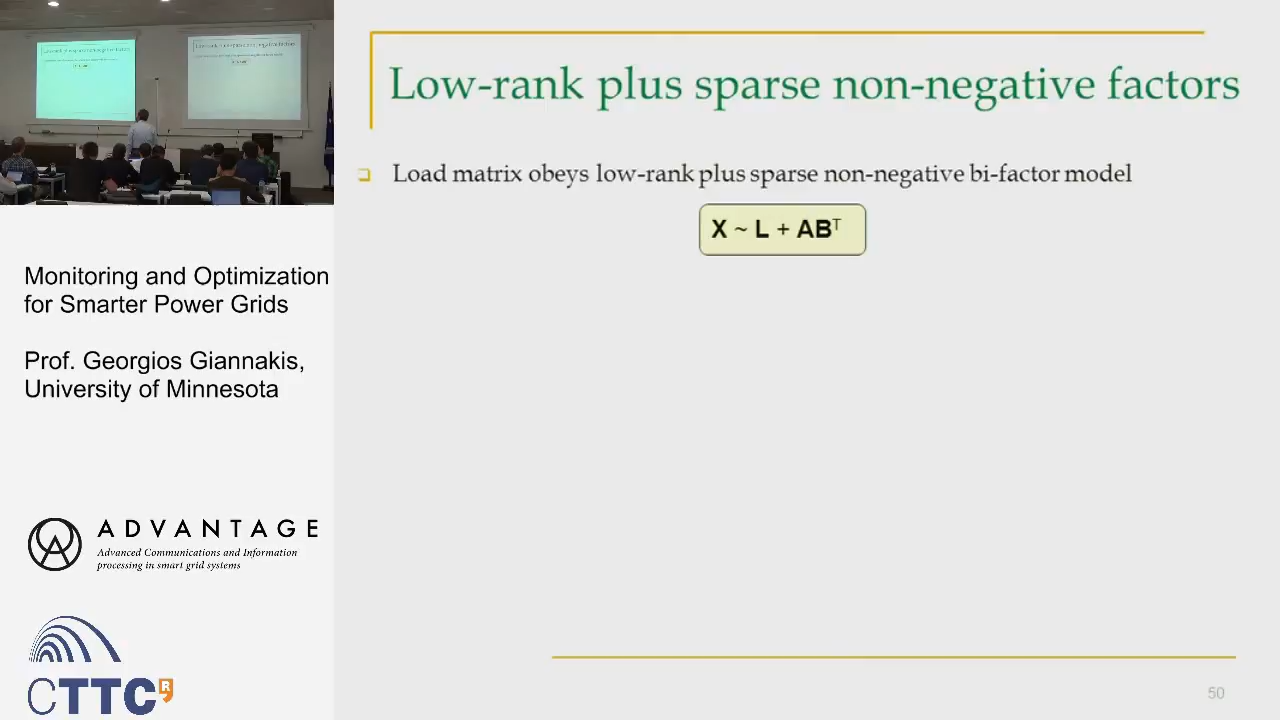 Low-rank plus sparse non-negative factors
Load matrix obeys low-rank plus sparse non-negative bi-factor model
X ~ L + ABᵀ
Monitoring and Optimization
for Smarter Power Grids
Prof. Georgios Giannakis,
University of Minnesota
ADVANTAGE
Advanced Communications and Information
processing in smart grid systems
CTTC
R
50